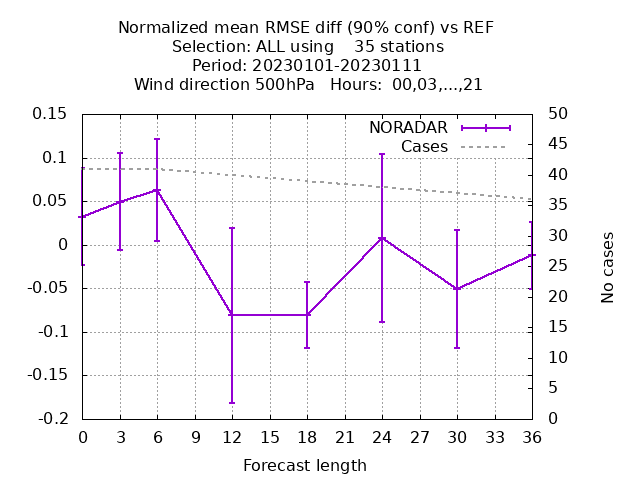 Normalized mean RMSE diff (90% conf) vs REF
Selection: ALL using    35 stations
Period: 20230101-20230111
Wind direction 500hPa   Hours:  00,03,...,21
NORADAR
Cases
0.15
0.1
0.05
0
-0.05
-0.1
-0.15
-0.2
50
45
40
35
30
25
20
15
10
5
0
No cases
0 3 6 9 12 15 18 21 24 27 30 33 36
Forecast length